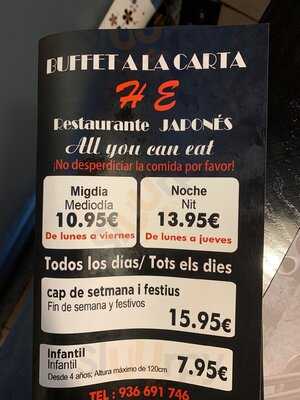 BUFFET A LA CARTA
H E
Restaurante JAPONÉS
All you can eat
¡No desperdiciar la comida por favor!
Migdia
Mediodía
10.95€
De lunes a viernes
Noche
Nit
13.95€
De lunes a jueves
Todos los días/ Tots els dies
cap de setmana i festius
Fin de semana y festivos
15.95€
Infantil
Infantil
Desde 4 años; Altura máximo de 120cm
7.95€
TEL : 936 691 746